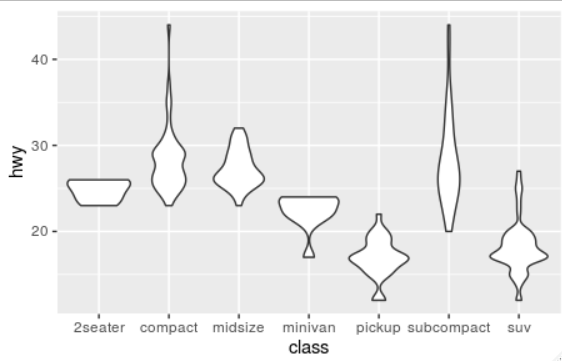 40
hwy
30
20
2seater compact midsize minivan pickup subcompact suv
class